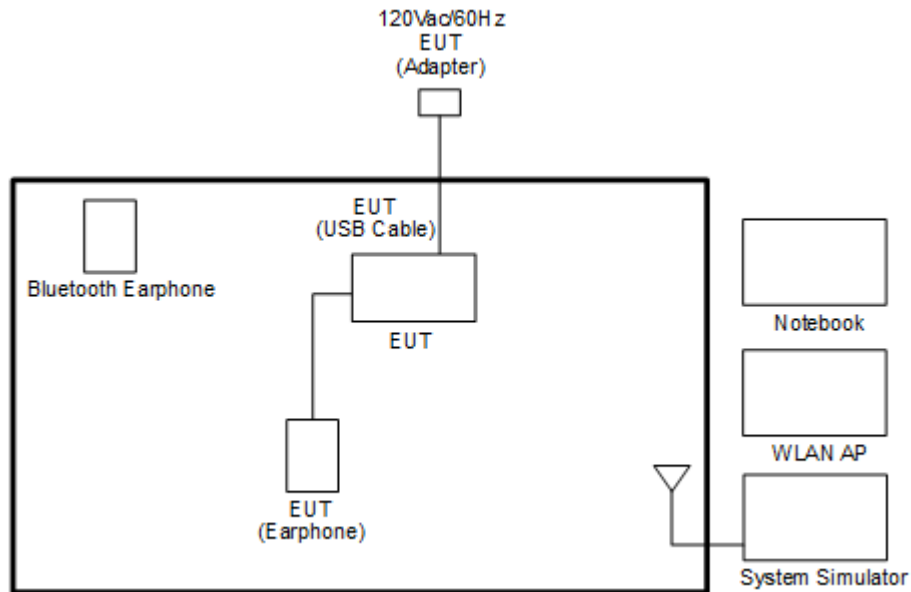 120Vac/60Hz
EUT
(Adapter)
EUT
(USB Cable)
Bluetooth Earphone
EUT
Notebook
WLAN AP
EUT
(Earphone)
System Simulator